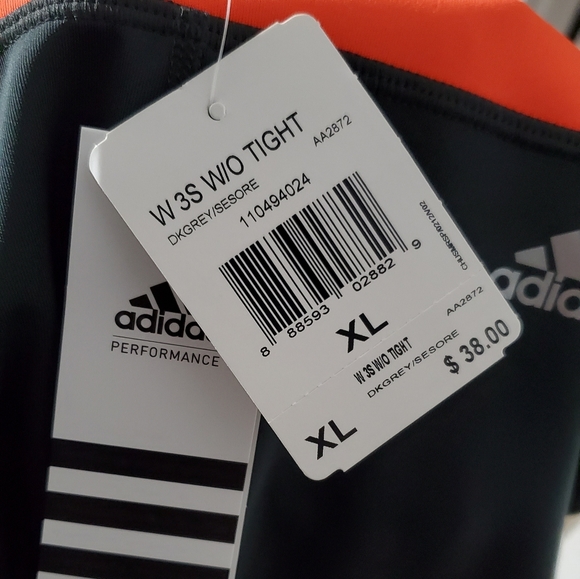 W 3S W/O TIGHT
AA2872
DKGREY/SESORE
110494024
8 88593 02882 9
XL
AA2872
W 3S W/O TIGHT
DKGREY/SESORE
$ 38.00
XL
adidas
PERFORMANCE
adid